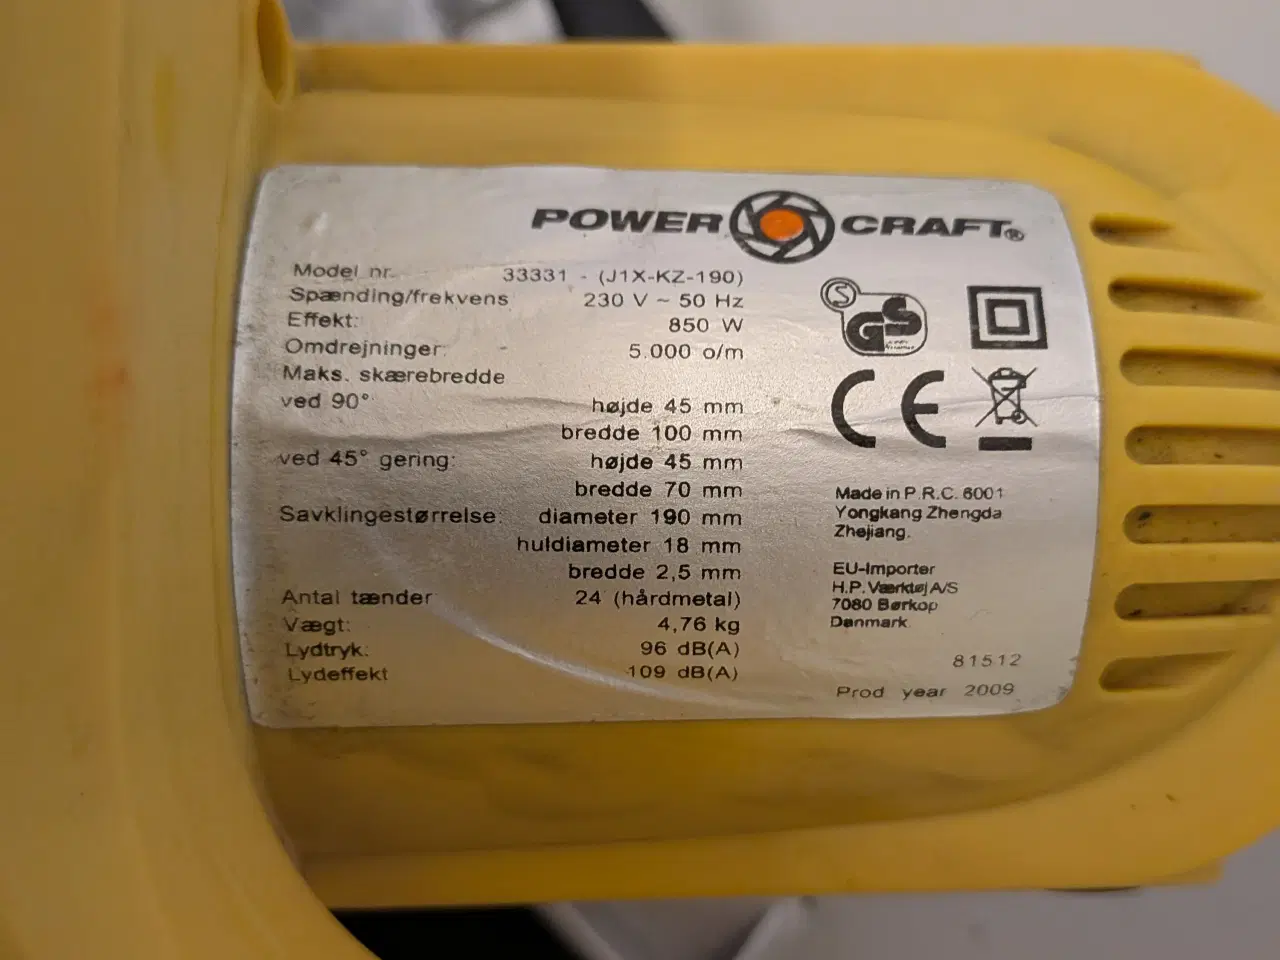 POWER CRAFT®
Model nr. 33331 - (J1X-KZ-190)
Spænding/frekvens 230 V ~ 50 Hz
Effekt: 850 W
Omdrejninger: 5.000 o/m
Maks. skærebredde
ved 90° højde 45 mm
bredde 100 mm
ved 45° gering: højde 45 mm
bredde 70 mm
Savklingestørrelse: diameter 190 mm
huldiameter 18 mm
bredde 2,5 mm
Antal tænder 24 (hårdmetal)
Vægt: 4,76 kg
Lydtryk: 96 dB(A)
Lydeffekt 109 dB(A)
S
GS
CE
Made in P.R.C. 6001
Yongkang Zhengda
Zhejiang.
EU-Importer
H.P. Værktøj A/S
7080 Børkop
Danmark
81512
Prod year 2009